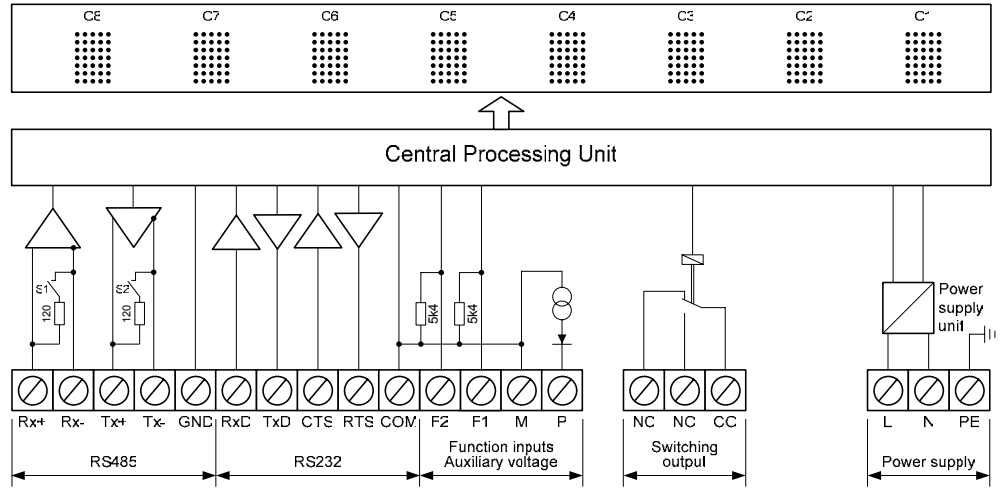 C8 C7 C6 C5 C4 C3 C2 C1
Central Processing Unit
S1
120
S2
120
5k4
5k4
Power
supply
unit
Rx+ Rx- Tx+ Tx- GND RxD TxD CTS RTS COM F2 F1 M P NC NC CC L N PE
RS485
RS232
Function inputs
Auxiliary voltage
Switching
output
Power supply